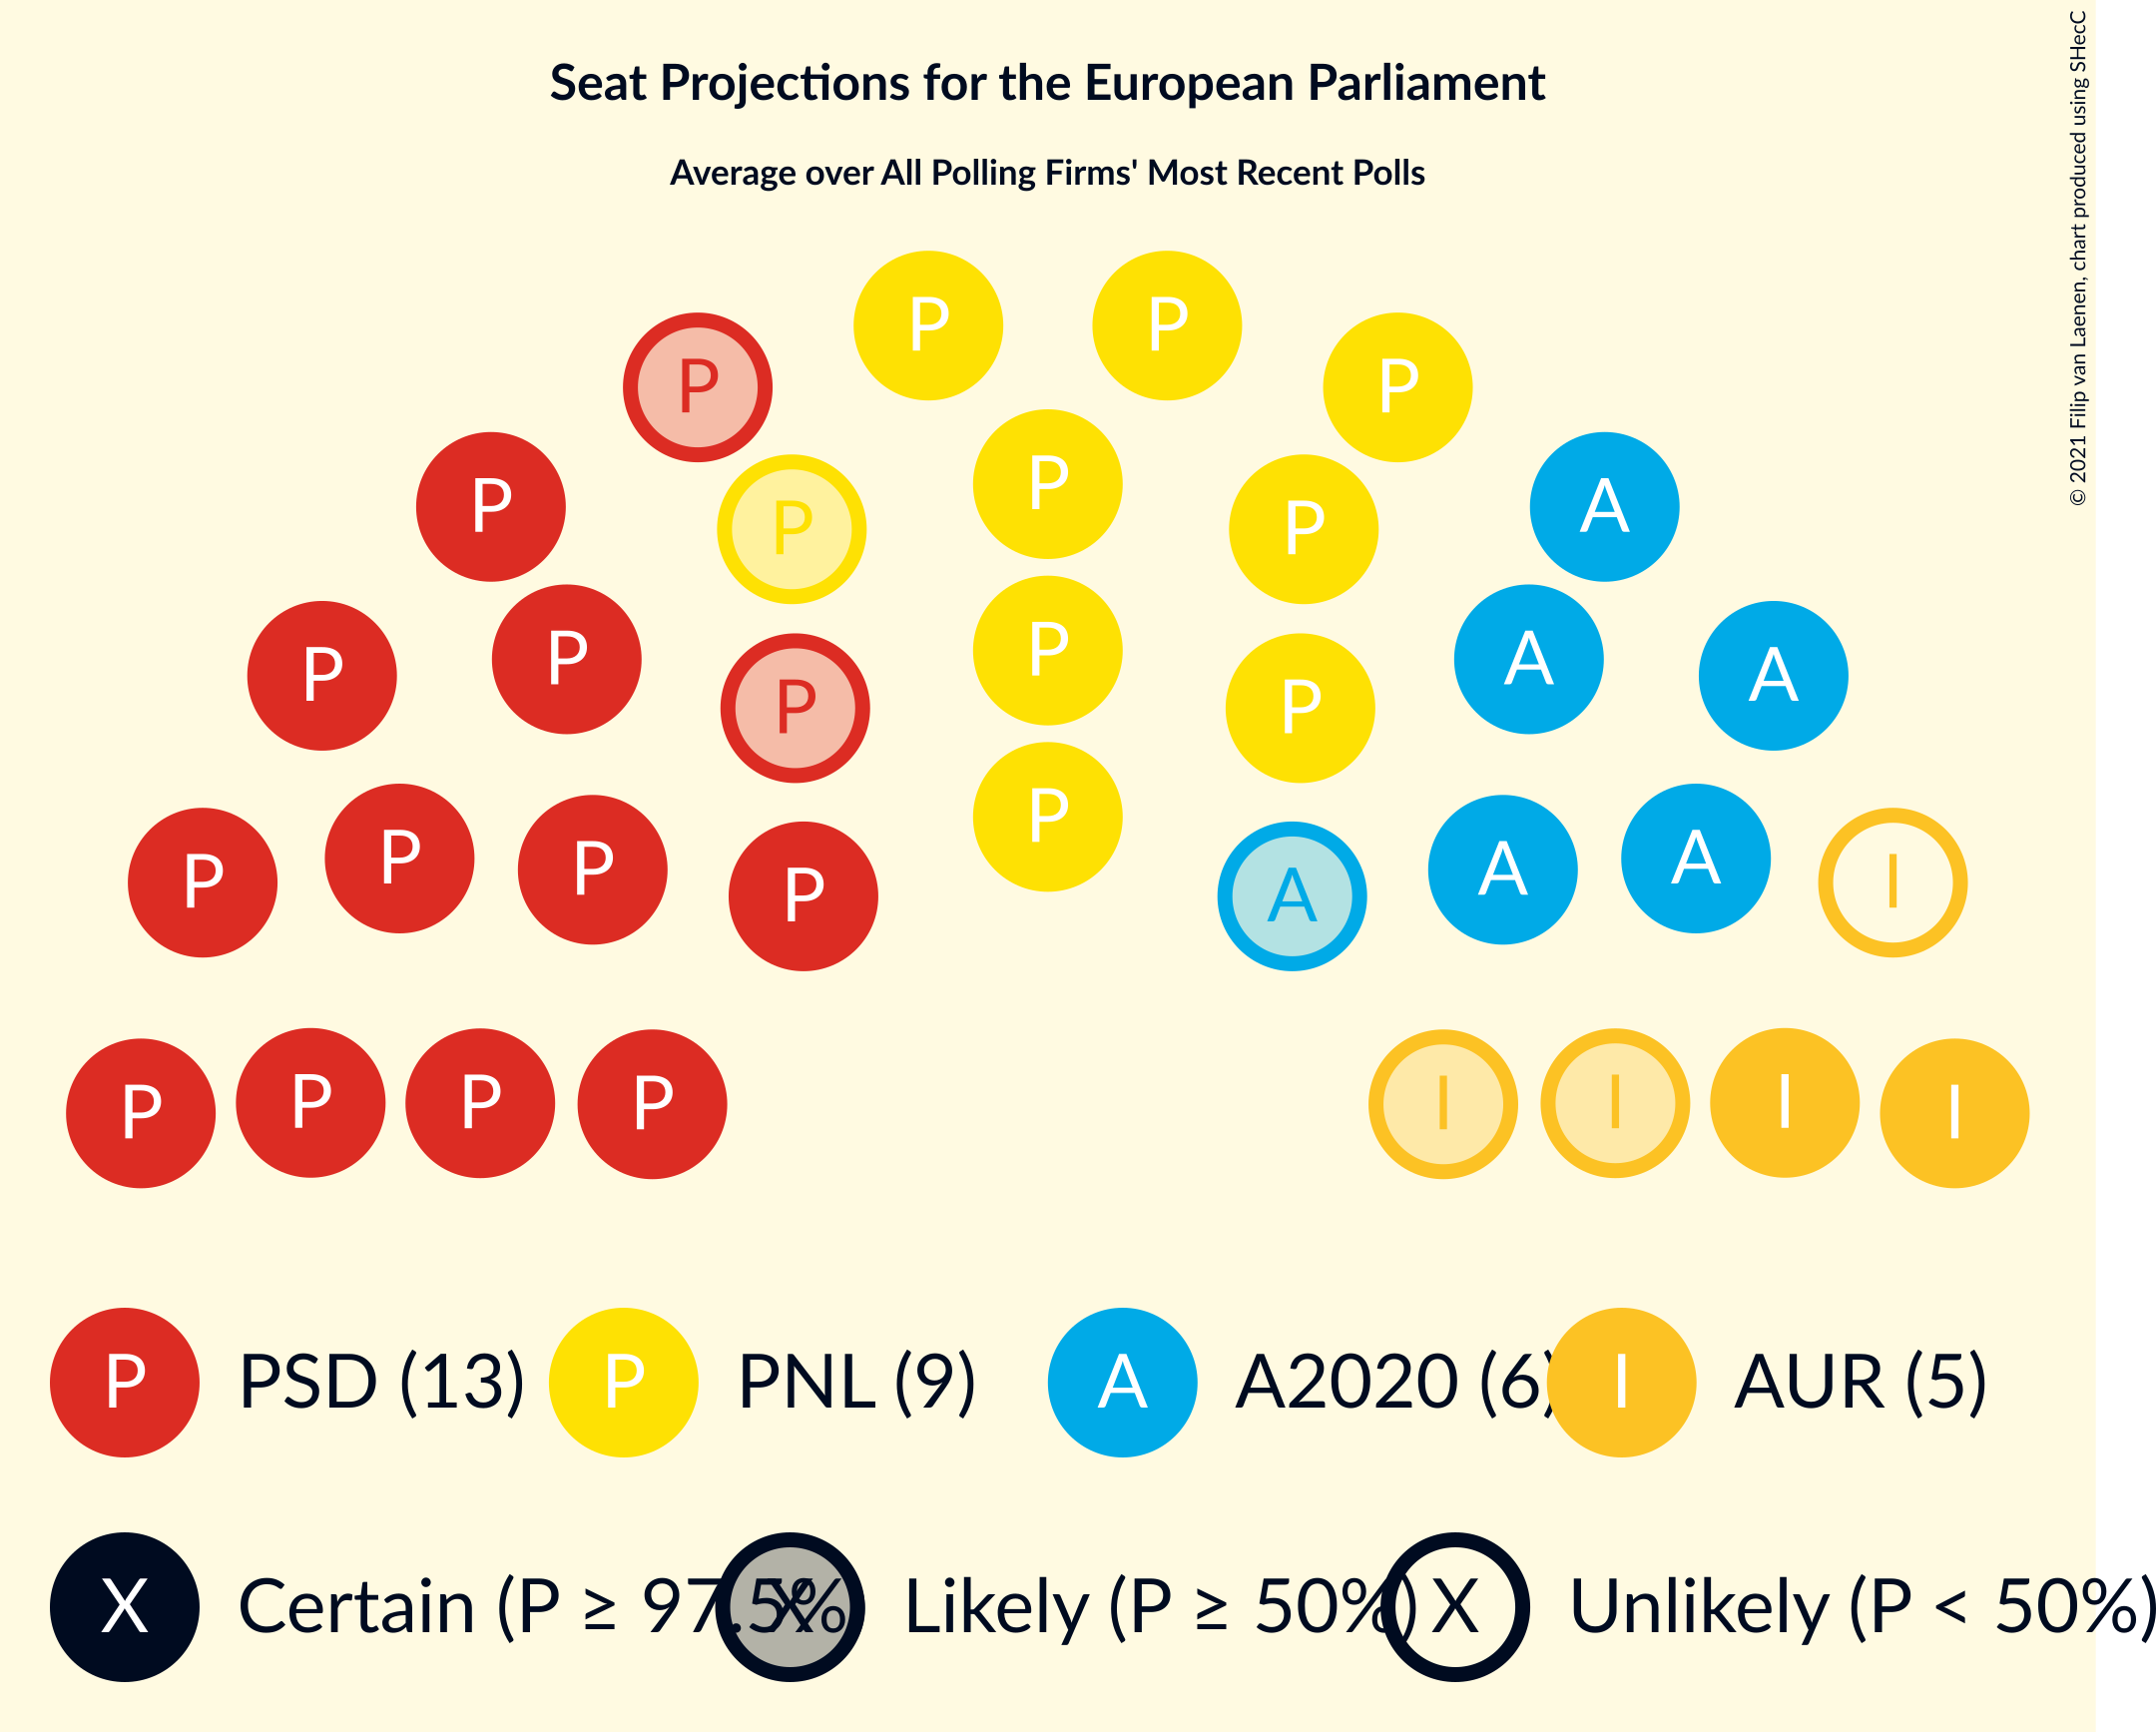 Seat Projections for the European Parliament
Average over All Polling Firms' Most Recent Polls
© 2021 Filip van Laenen, chart produced using SHecC
P P
P P
A P P P A
P P P
P A A
P P P
P P P P A A A I
P P P P I I I I
P PSD (13) P PNL (9) A A2020 (6) I AUR (5)
X Certain (P ≥ 97.5% X Likely (P ≥ 50%) X Unlikely (P < 50%)